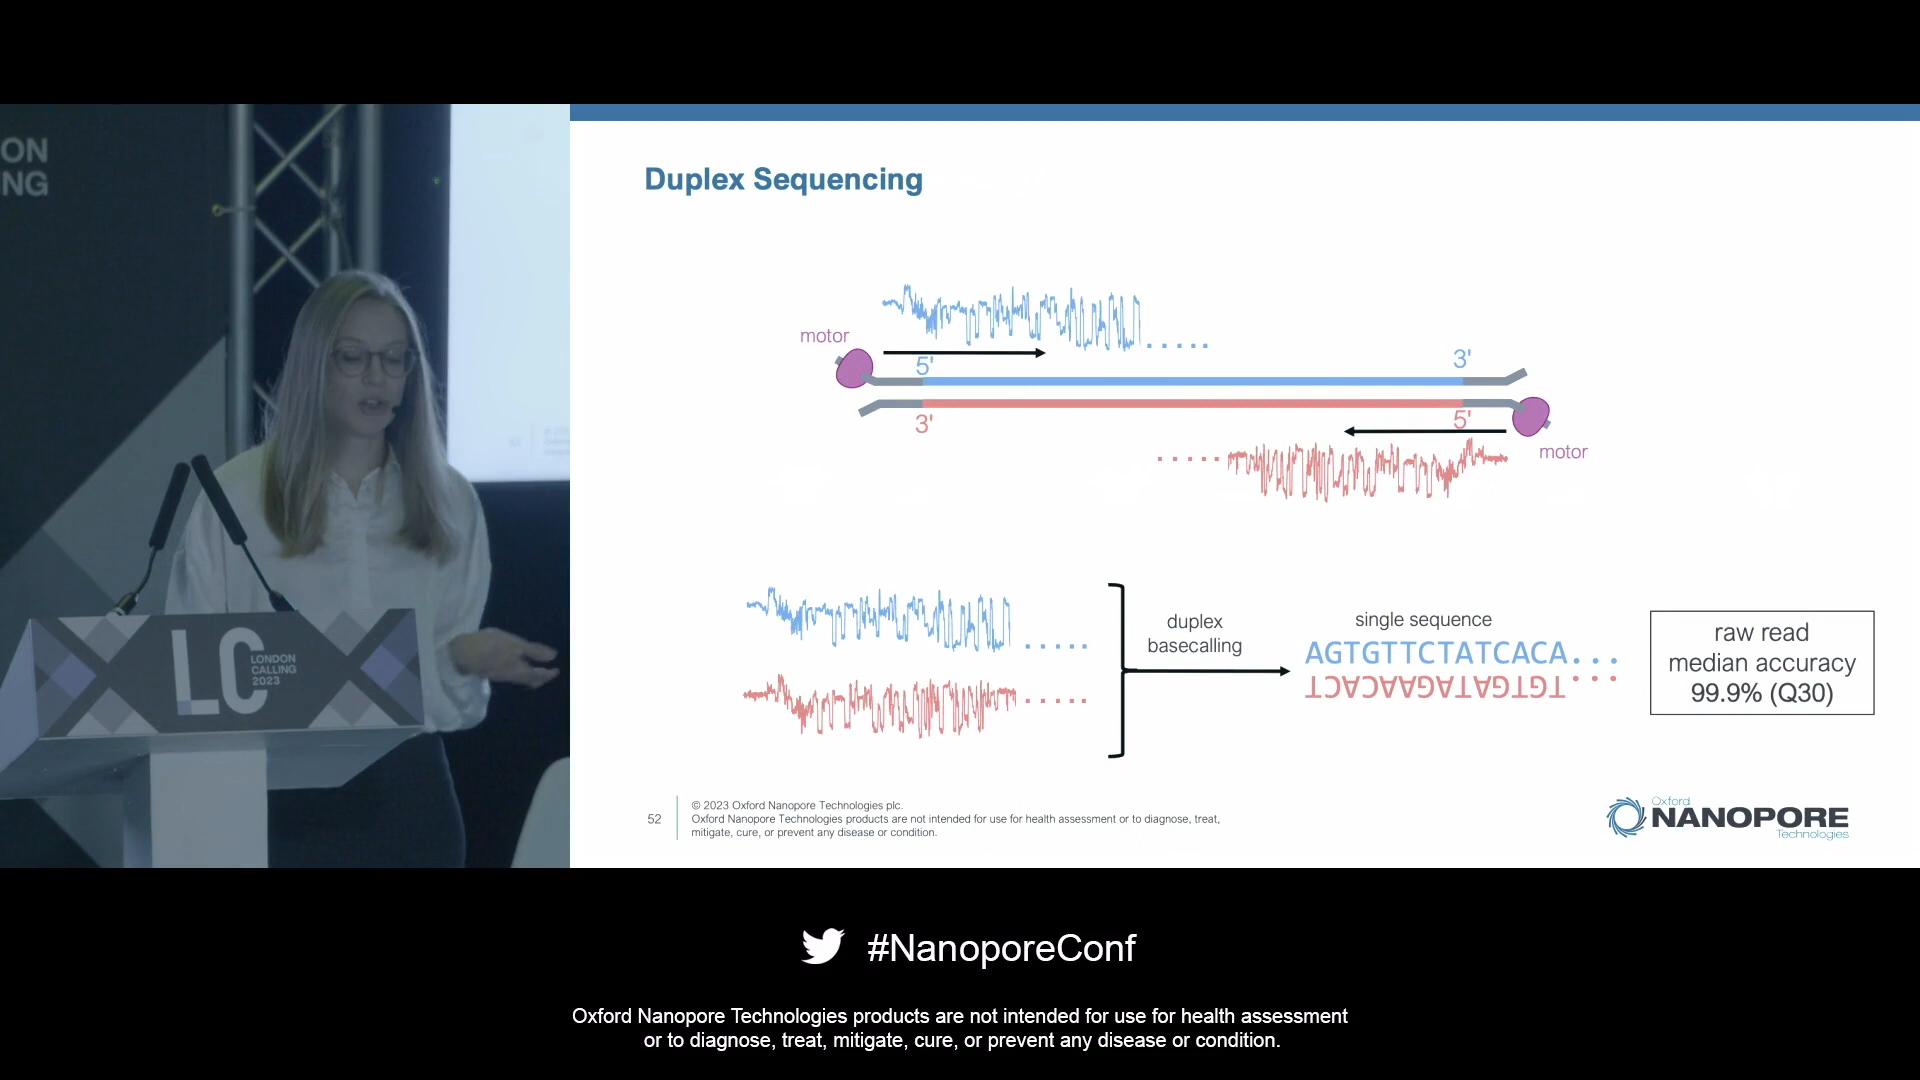 ON
NG
LC
LONDON
CALLING
2023
Duplex Sequencing
motor
5'
3'
3'
5'
motor
duplex
basecalling
single sequence
AGTGTTCTATCACA...
TGTGATAGAACACT...
raw read
median accuracy
99.9% (Q30)
52
© 2023 Oxford Nanopore Technologies plc.
Oxford Nanopore Technologies products are not intended for use for health assessment or to diagnose, treat,
mitigate, cure, or prevent any disease or condition.
Oxford
NANOPORE
Technologies
#NanoporeConf
Oxford Nanopore Technologies products are not intended for use for health assessment
or to diagnose, treat, mitigate, cure, or prevent any disease or condition.